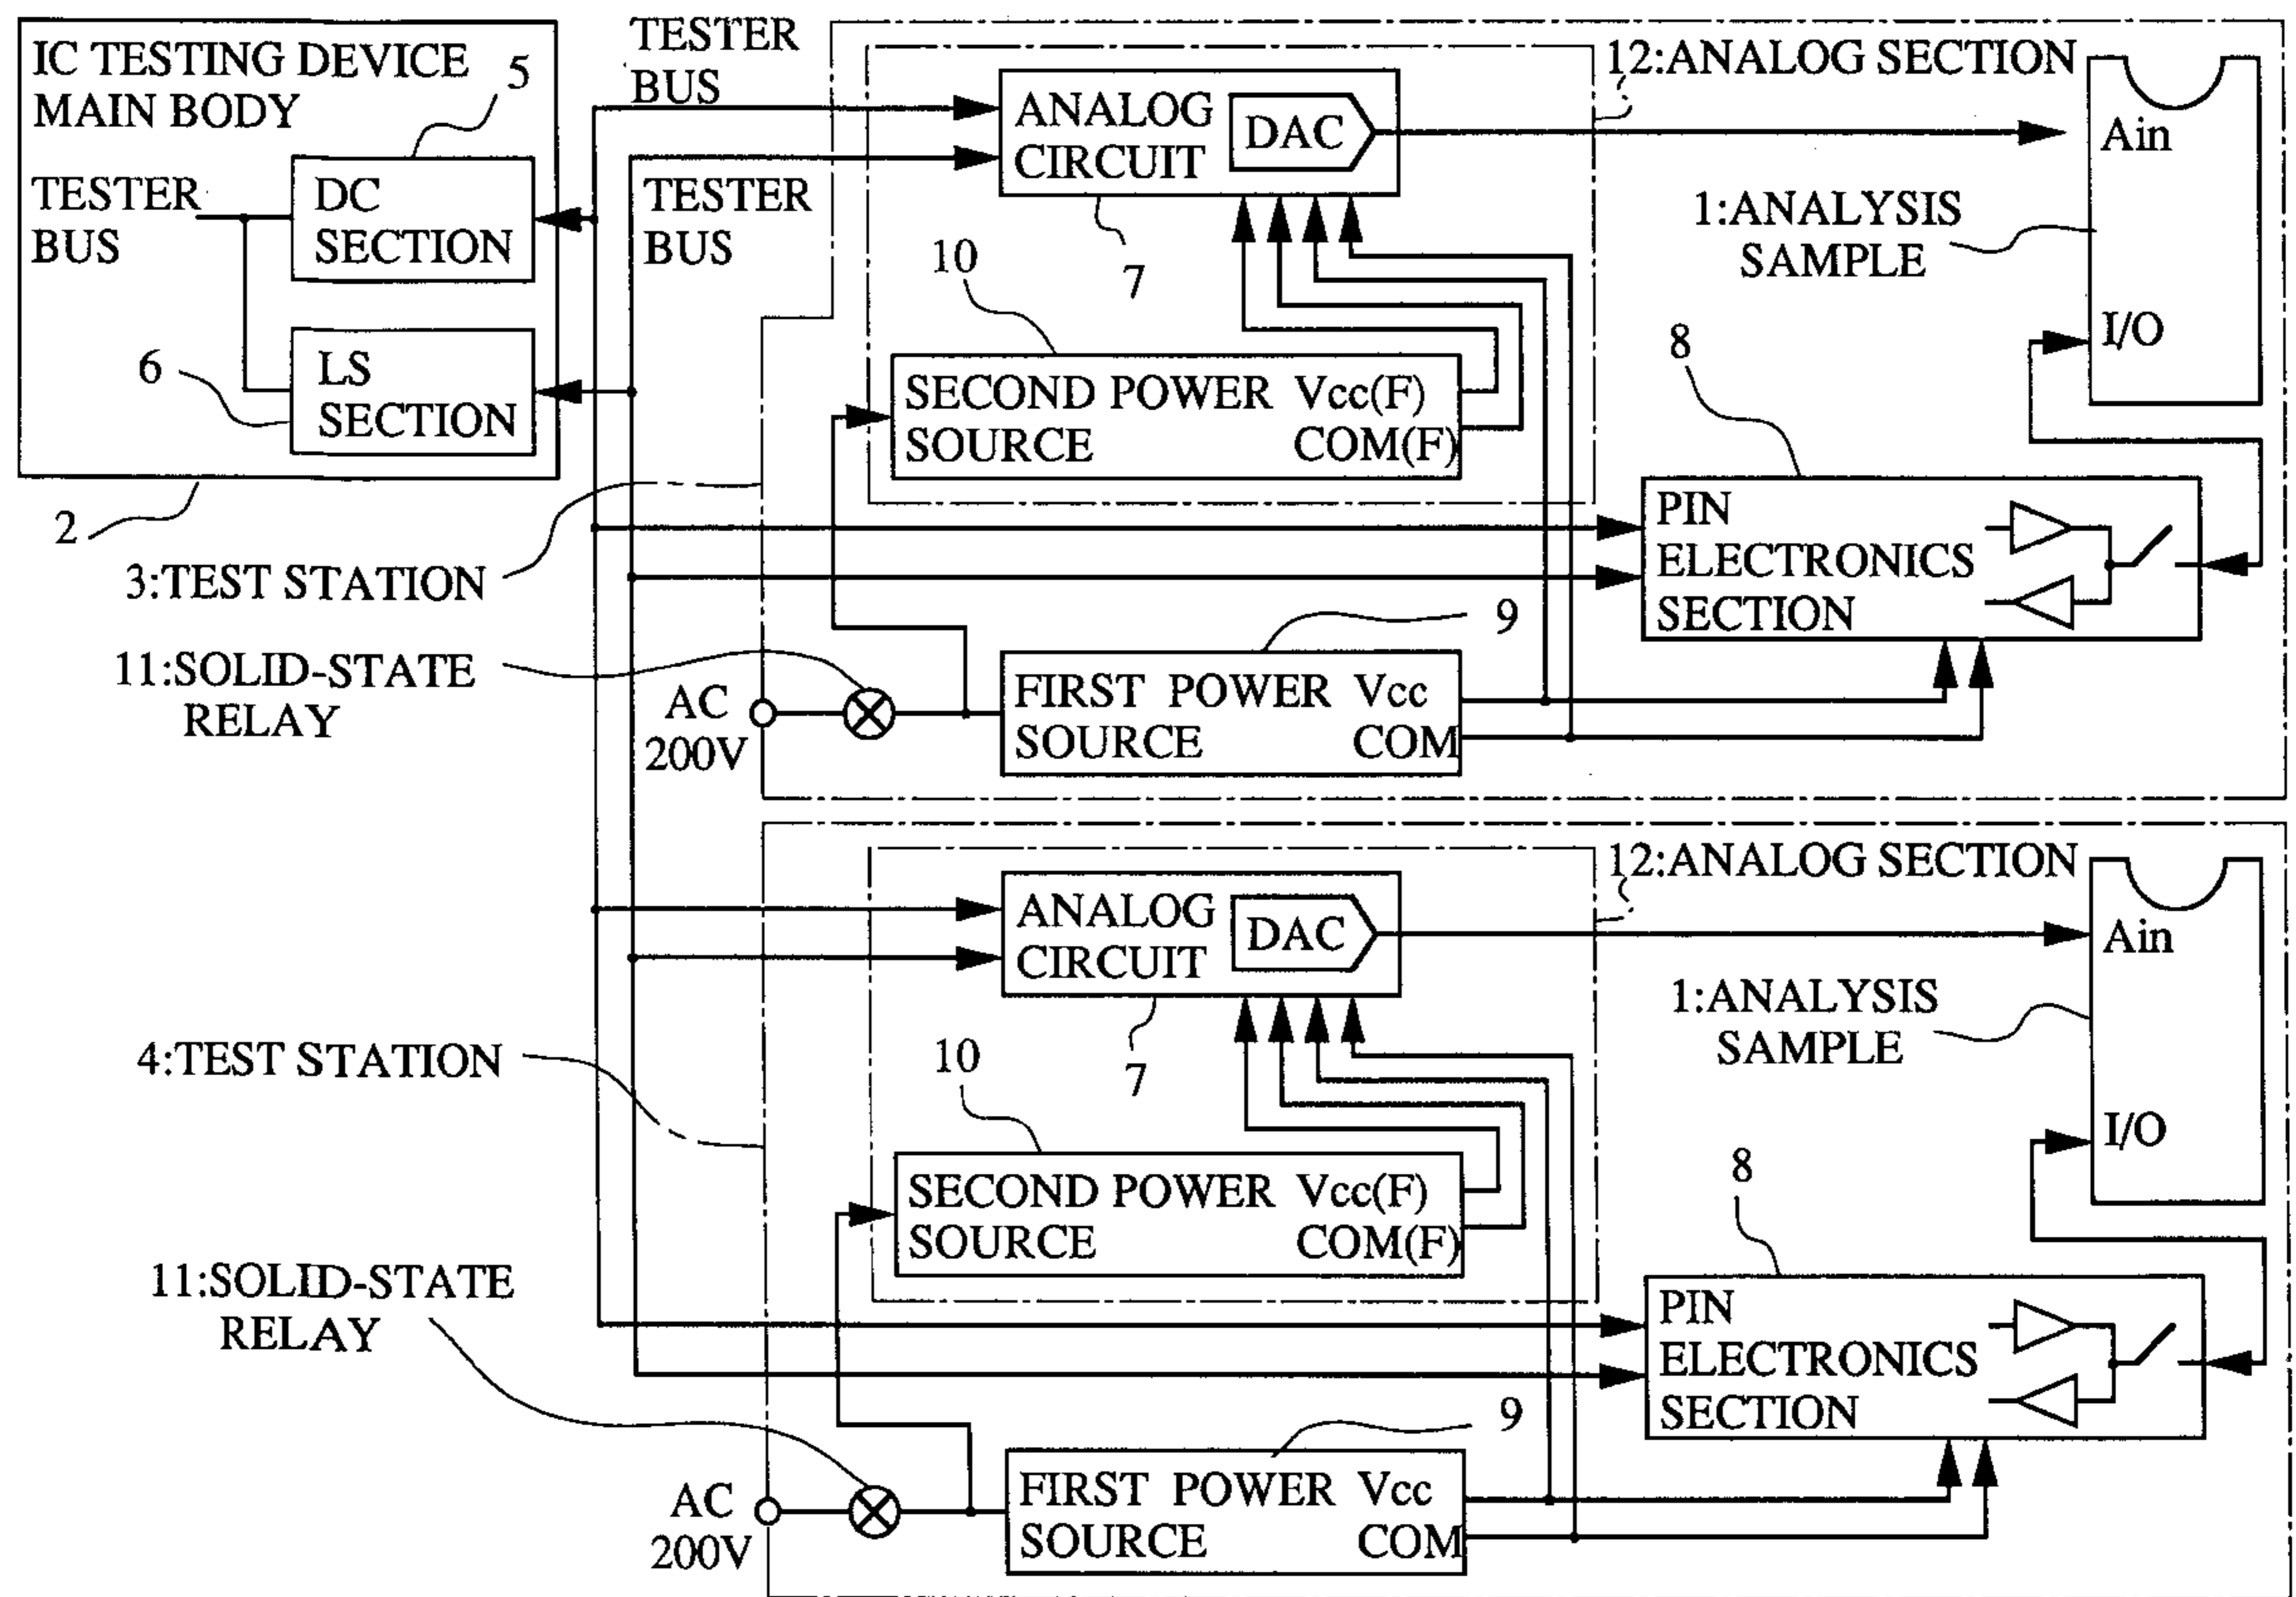 IC TESTING DEVICE
MAIN BODY
5
TESTER
BUS
DC
SECTION
6
LS
SECTION
2
TESTER
BUS
TESTER
BUS
ANALOG
CIRCUIT
DAC
7
12:ANALOG SECTION
Ain
1:ANALYSIS
SAMPLE
I/O
10
SECOND POWER Vcc(F)
SOURCE COM(F)
8
PIN
ELECTRONICS
SECTION
3:TEST STATION
9
11:SOLID-STATE
RELAY
AC
200V
FIRST POWER Vcc
SOURCE COM
12:ANALOG SECTION
ANALOG
CIRCUIT
DAC
7
Ain
1:ANALYSIS
SAMPLE
I/O
4:TEST STATION
10
SECOND POWER Vcc(F)
SOURCE COM(F)
8
PIN
ELECTRONICS
SECTION
11:SOLID-STATE
RELAY
9
AC
200V
FIRST POWER Vcc
SOURCE COM